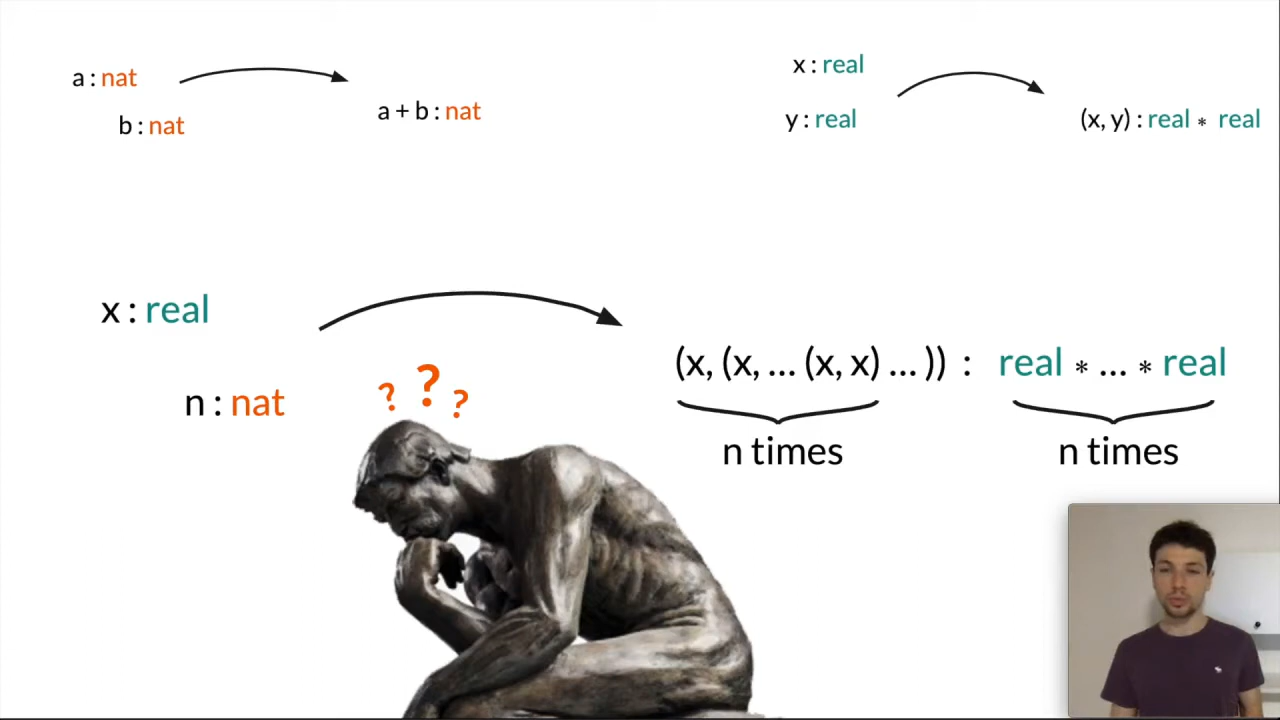 a : nat
b : nat
a + b : nat
x : real
y : real
(x, y) : real * real
x : real
n : nat
? ? ?
(x, (x, ... (x, x) ... )) : real * ... * real
n times
n times